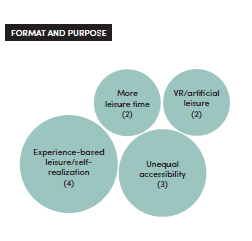 FORMAT AND PURPOSE
More
leisure time
(2)
VR/artificial
leisure
(2)
Experience-based
leisure/self-
realization
(4)
Unequal
accessibility
(3)